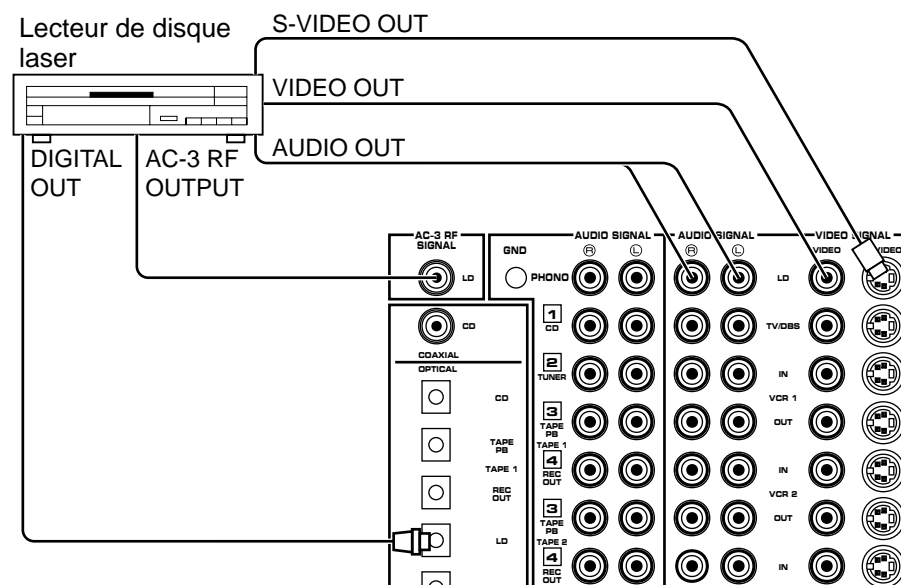 Lecteur de disque
laser
S-VIDEO OUT
VIDEO OUT
AUDIO OUT
DIGITAL
OUT
AC-3 RF
OUTPUT
AC-3 RF
SIGNAL
LD
CD
COAXIAL
OPTICAL
CD
TAPE
PB
TAPE 1
REC
OUT
LD
GND
PHONO
AUDIO SIGNAL
R L
1
CD
2
TUNER
3
TAPE
PB
TAPE 1
4
REC
OUT
3
TAPE
PB
TAPE 2
4
REC
OUT
AUDIO SIGNAL
R L
VIDEO SIGNAL
VIDEO
VIDEO
LD
TV/DBS
IN
VCR 1
OUT
IN
VCR 2
OUT
IN